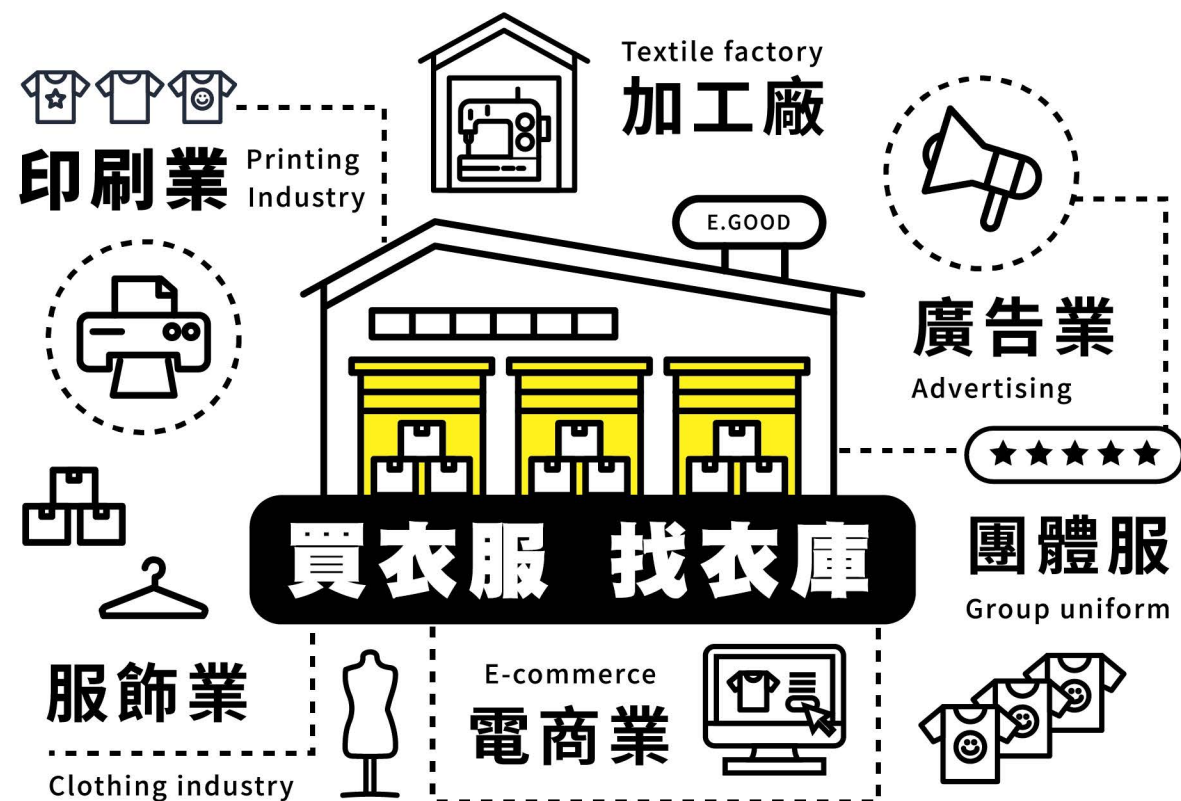 Textile factory
加工廠
印刷業
Printing
Industry
E.GOOD
廣告業
Advertising
★★★★★
買衣服 找衣庫
團體服
Group uniform
服飾業
Clothing industry
E-commerce
電商業